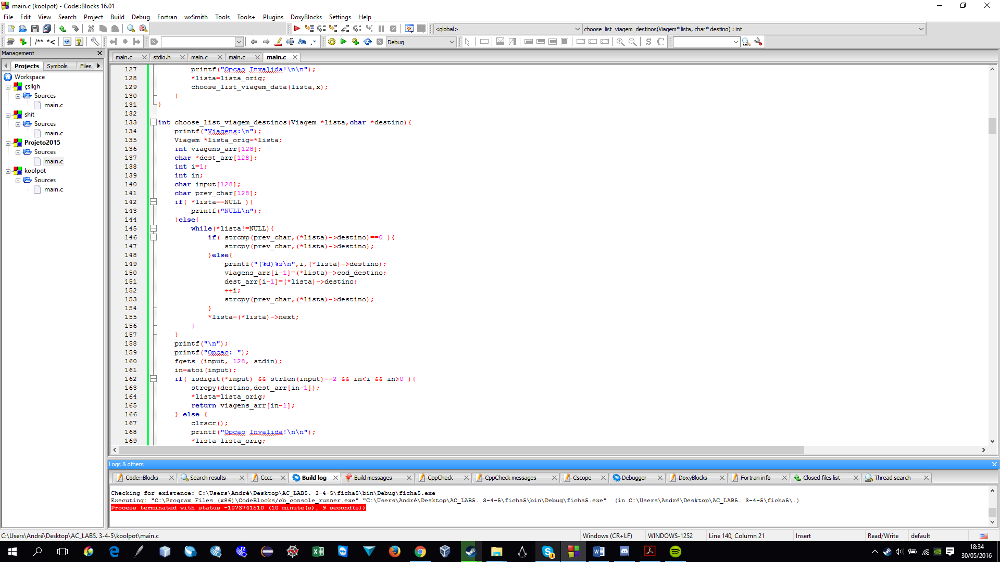 main.c (koolpot) - Code::Blocks 16.01
File Edit View Search Project Build Debug Fortran wxSmith Tools Tools+ Plugins DoxyBlocks Settings Help
<global> choose_list_viagem_destinos(Viagem* lista, char* destino) : int
/** *< Debug S C
Management
main.c stdio.h main.c main.c main.c
Projects Symbols Files
Workspace
çslkjh
Sources
main.c
shit
Sources
main.c
Projeto2015
Sources
main.c
koolpot
Sources
main.c
127 printf("Opcao Invalida!\n\n");
128 *lista=lista_orig;
129 choose_list_viagem_data(lista,x);
130 }
131 }
132
133 int choose_list_viagem_destinos(Viagem *lista,char *destino){
134 printf("Viagens:\n");
135 Viagem *lista_orig=*lista;
136 int viagens_arr[128];
137 char *dest_arr[128];
138 int i=1;
139 int in;
140 char input[128];
141 char prev_char[128];
142 if( *lista==NULL ){
143 printf("NULL\n");
144 }else{
145 while(*lista!=NULL){
146 if( strcmp(prev_char,(*lista)->destino)==0 ){
147 strcpy(prev_char,(*lista)->destino);
148 }else{
149 printf("(%d)%s\n",i,(*lista)->destino);
150 viagens_arr[i-1]=(*lista)->cod_destino;
151 dest_arr[i-1]=(*lista)->destino;
152 ++i;
153 strcpy(prev_char,(*lista)->destino);
154 }
155 *lista=(*lista)->next;
156 }
157 }
158 printf("\n");
159 printf("Opcao: ");
160 fgets (input, 128, stdin);
161 in=atoi(input);
162 if( isdigit(*input) && strlen(input)==2 && in<i && in>0 ){
163 strcpy(destino,dest_arr[in-1]);
164 *lista=lista_orig;
165 return viagens_arr[in-1];
166 } else {
167 clrscr();
168 printf("Opcao Invalida!\n\n");
169 *lista=lista_orig;
Logs & others
Code::Blocks Search results Cccc Build log Build messages CppCheck CppCheck messages Cscope Debugger DoxyBlocks Fortran info Closed files list Thread search
Checking for existence: C:\Users\André\Desktop\AC_LAB5. 3-4-5\ficha5\bin\Debug\ficha5.exe
Executing: "C:\Program Files (x86)\CodeBlocks/cb_console_runner.exe" "C:\Users\André\Desktop\AC_LAB5. 3-4-5\ficha5\bin\Debug\ficha5.exe" (in C:\Users\André\Desktop\AC_LAB5. 3-4-5\ficha5\.)
Process terminated with status -1073741510 (10 minute(s), 9 second(s))
C:\Users\André\Desktop\AC_LAB5. 3-4-5\koolpot\main.c Windows (CR+LF) WINDOWS-1252 Line 140, Column 21 Insert Read/Write default
18:34
30/05/2016